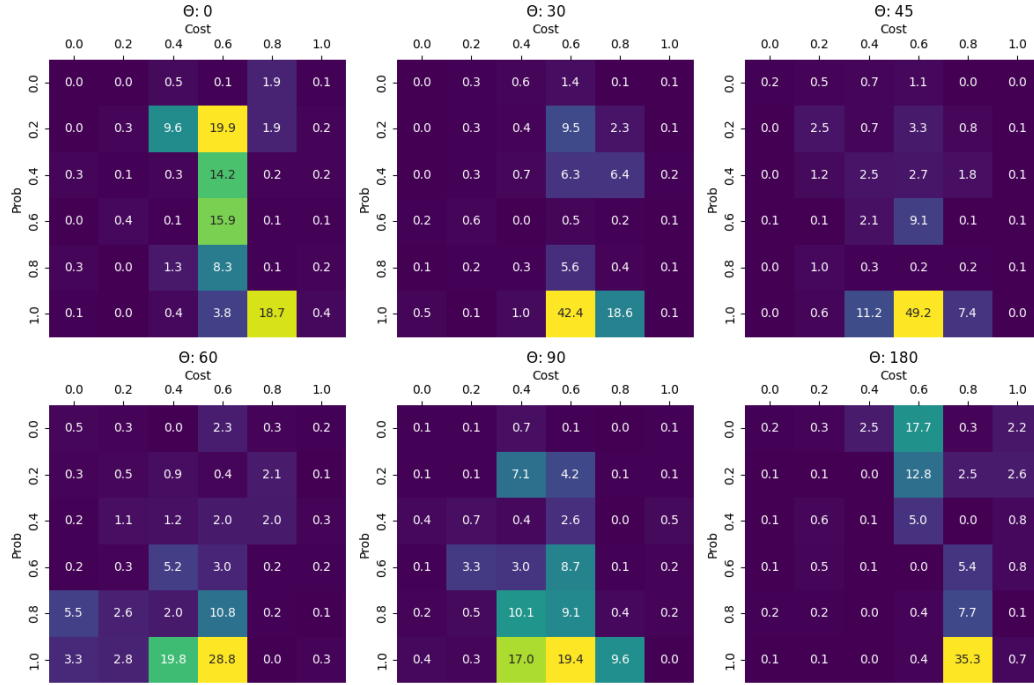 Θ: 0
Cost
0.0 0.2 0.4 0.6 0.8 1.0
Prob
0.0 0.0 0.0 0.5 0.1 1.9 0.1
0.2 0.0 0.3 9.6 19.9 1.9 0.2
0.4 0.3 0.1 0.3 14.2 0.2 0.2
0.6 0.0 0.4 0.1 15.9 0.1 0.1
0.8 0.3 0.0 1.3 8.3 0.1 0.2
1.0 0.1 0.0 0.4 3.8 18.7 0.4
Θ: 30
Cost
0.0 0.2 0.4 0.6 0.8 1.0
Prob
0.0 0.0 0.3 0.6 1.4 0.1 0.1
0.2 0.0 0.3 0.4 9.5 2.3 0.1
0.4 0.0 0.3 0.7 6.3 6.4 0.2
0.6 0.2 0.6 0.0 0.5 0.2 0.1
0.8 0.1 0.2 0.3 5.6 0.4 0.1
1.0 0.5 0.1 1.0 42.4 18.6 0.1
Θ: 45
Cost
0.0 0.2 0.4 0.6 0.8 1.0
Prob
0.0 0.2 0.5 0.7 1.1 0.0 0.0
0.2 0.0 2.5 0.7 3.3 0.8 0.1
0.4 0.0 1.2 2.5 2.7 1.8 0.1
0.6 0.1 0.1 2.1 9.1 0.1 0.1
0.8 0.0 1.0 0.3 0.2 0.2 0.1
1.0 0.0 0.6 11.2 49.2 7.4 0.0
Θ: 60
Cost
0.0 0.2 0.4 0.6 0.8 1.0
Prob
0.0 0.5 0.3 0.0 2.3 0.3 0.2
0.2 0.3 0.5 0.9 0.4 2.1 0.1
0.4 0.2 1.1 1.2 2.0 2.0 0.3
0.6 0.2 0.3 5.2 3.0 0.2 0.2
0.8 5.5 2.6 2.0 10.8 0.2 0.1
1.0 3.3 2.8 19.8 28.8 0.0 0.3
Θ: 90
Cost
0.0 0.2 0.4 0.6 0.8 1.0
Prob
0.0 0.1 0.1 0.7 0.1 0.0 0.1
0.2 0.1 0.1 7.1 4.2 0.1 0.1
0.4 0.4 0.7 0.4 2.6 0.0 0.5
0.6 0.1 3.3 3.0 8.7 0.1 0.2
0.8 0.2 0.5 10.1 9.1 0.4 0.2
1.0 0.4 0.3 17.0 19.4 9.6 0.0
Θ: 180
Cost
0.0 0.2 0.4 0.6 0.8 1.0
Prob
0.0 0.2 0.3 2.5 17.7 0.3 2.2
0.2 0.1 0.1 0.0 12.8 2.5 2.6
0.4 0.1 0.6 0.1 5.0 0.0 0.8
0.6 0.1 0.5 0.1 0.0 5.4 0.8
0.8 0.2 0.2 0.0 0.4 7.7 0.1
1.0 0.1 0.1 0.0 0.4 35.3 0.7